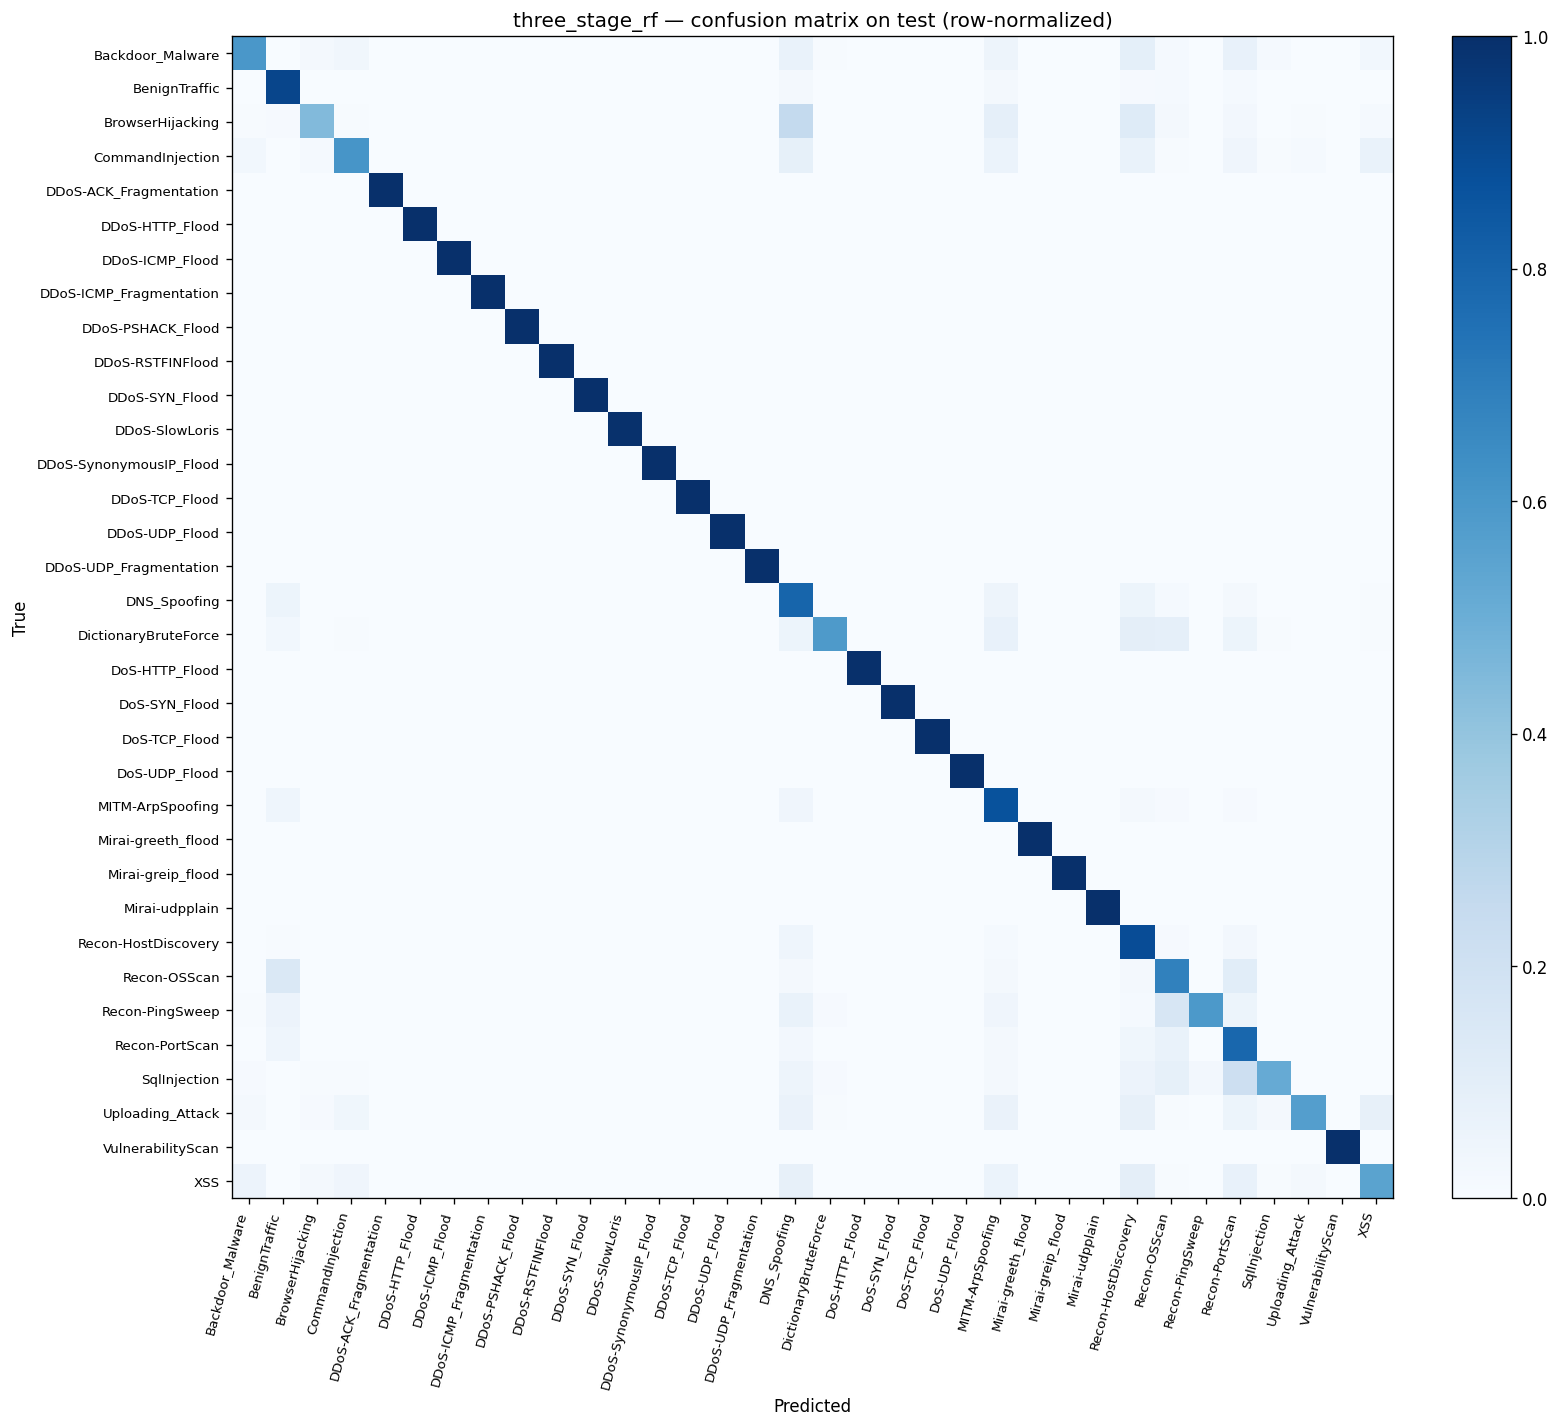 three_stage_rf — confusion matrix on test (row-normalized)
True
Backdoor_Malware
BenignTraffic
BrowserHijacking
CommandInjection
DDoS-ACK_Fragmentation
DDoS-HTTP_Flood
DDoS-ICMP_Flood
DDoS-ICMP_Fragmentation
DDoS-PSHACK_Flood
DDoS-RSTFINFlood
DDoS-SYN_Flood
DDoS-SlowLoris
DDoS-SynonymousIP_Flood
DDoS-TCP_Flood
DDoS-UDP_Flood
DDoS-UDP_Fragmentation
DNS_Spoofing
DictionaryBruteForce
DoS-HTTP_Flood
DoS-SYN_Flood
DoS-TCP_Flood
DoS-UDP_Flood
MITM-ArpSpoofing
Mirai-greeth_flood
Mirai-greip_flood
Mirai-udpplain
Recon-HostDiscovery
Recon-OSScan
Recon-PingSweep
Recon-PortScan
SqlInjection
Uploading_Attack
VulnerabilityScan
XSS
Backdoor_Malware
BenignTraffic
BrowserHijacking
CommandInjection
DDoS-ACK_Fragmentation
DDoS-HTTP_Flood
DDoS-ICMP_Flood
DDoS-ICMP_Fragmentation
DDoS-PSHACK_Flood
DDoS-RSTFINFlood
DDoS-SYN_Flood
DDoS-SlowLoris
DDoS-SynonymousIP_Flood
DDoS-TCP_Flood
DDoS-UDP_Flood
DDoS-UDP_Fragmentation
DNS_Spoofing
DictionaryBruteForce
DoS-HTTP_Flood
DoS-SYN_Flood
DoS-TCP_Flood
DoS-UDP_Flood
MITM-ArpSpoofing
Mirai-greeth_flood
Mirai-greip_flood
Mirai-udpplain
Recon-HostDiscovery
Recon-OSScan
Recon-PingSweep
Recon-PortScan
SqlInjection
Uploading_Attack
VulnerabilityScan
XSS
Predicted
1.0
0.8
0.6
0.4
0.2
0.0